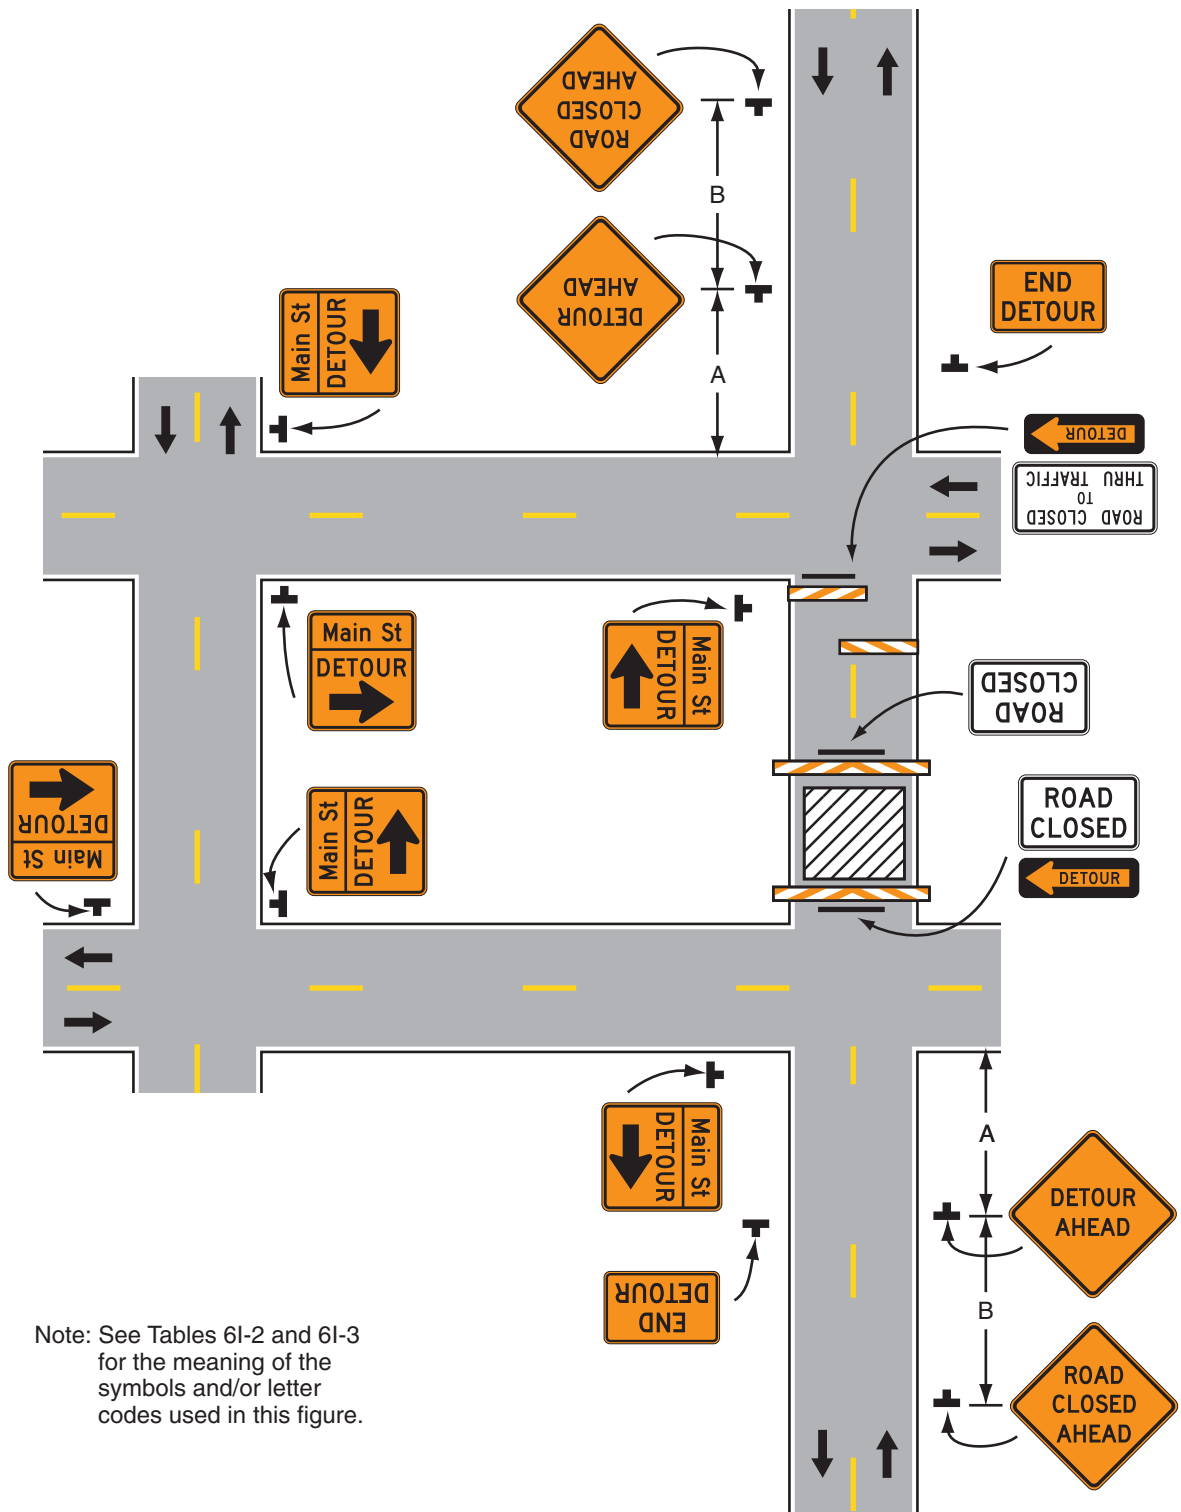 ROAD
CLOSED
AHEAD
B
DETOUR
AHEAD
A
END
DETOUR
Main St
DETOUR
DETOUR
ROAD CLOSED
TO
THRU TRAFFIC
Main St
DETOUR
Main St
DETOUR
ROAD
CLOSED
Main St
DETOUR
Main St
DETOUR
ROAD
CLOSED
DETOUR
Main St
DETOUR
A
DETOUR
AHEAD
END
DETOUR
B
ROAD
CLOSED
AHEAD
Note: See Tables 6I-2 and 6I-3
for the meaning of the
symbols and/or letter
codes used in this figure.